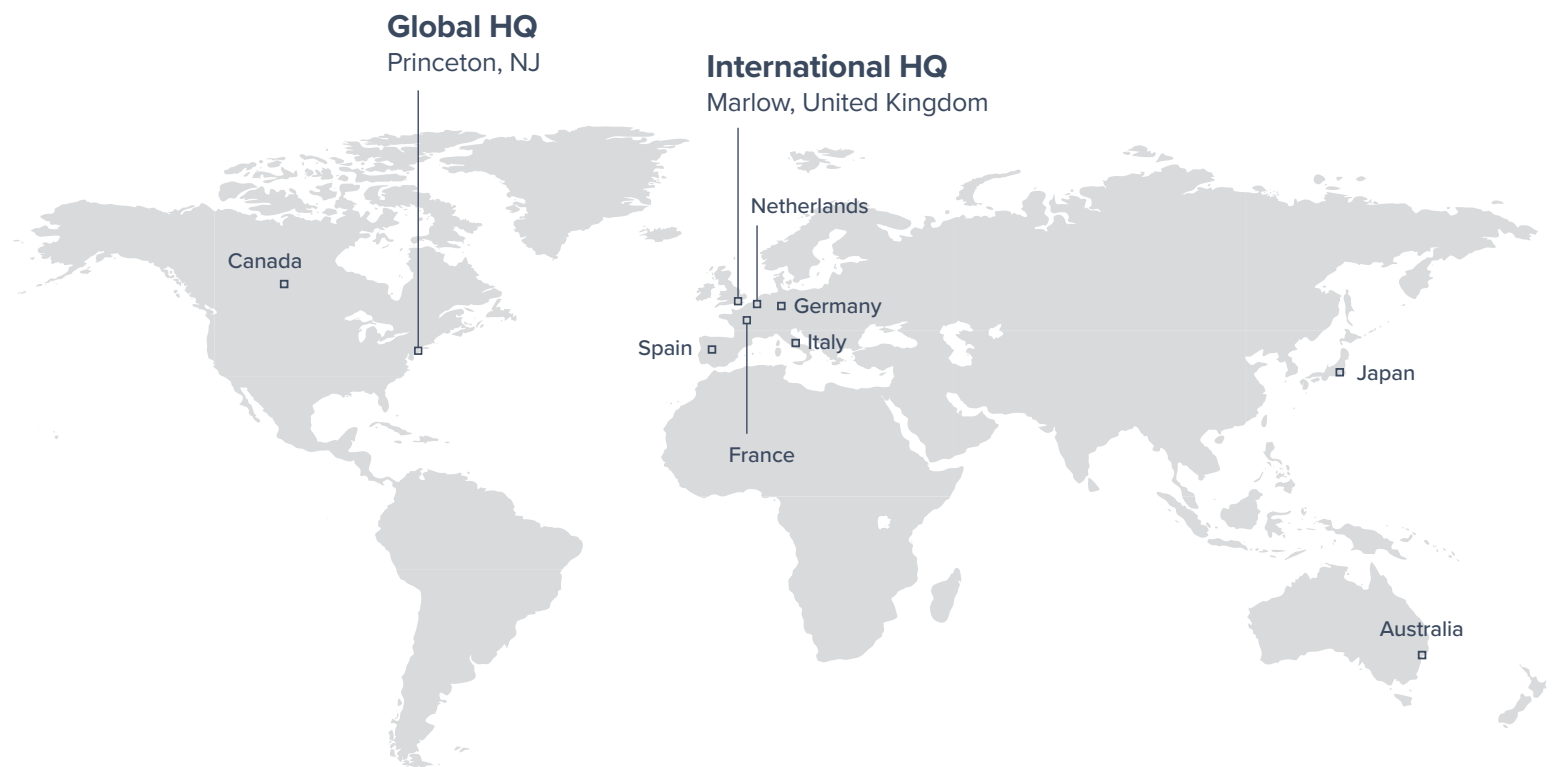 Global HQ
Princeton, NJ
International HQ
Marlow, United Kingdom
Netherlands
Canada
Germany
Italy
Spain
Japan
France
Australia